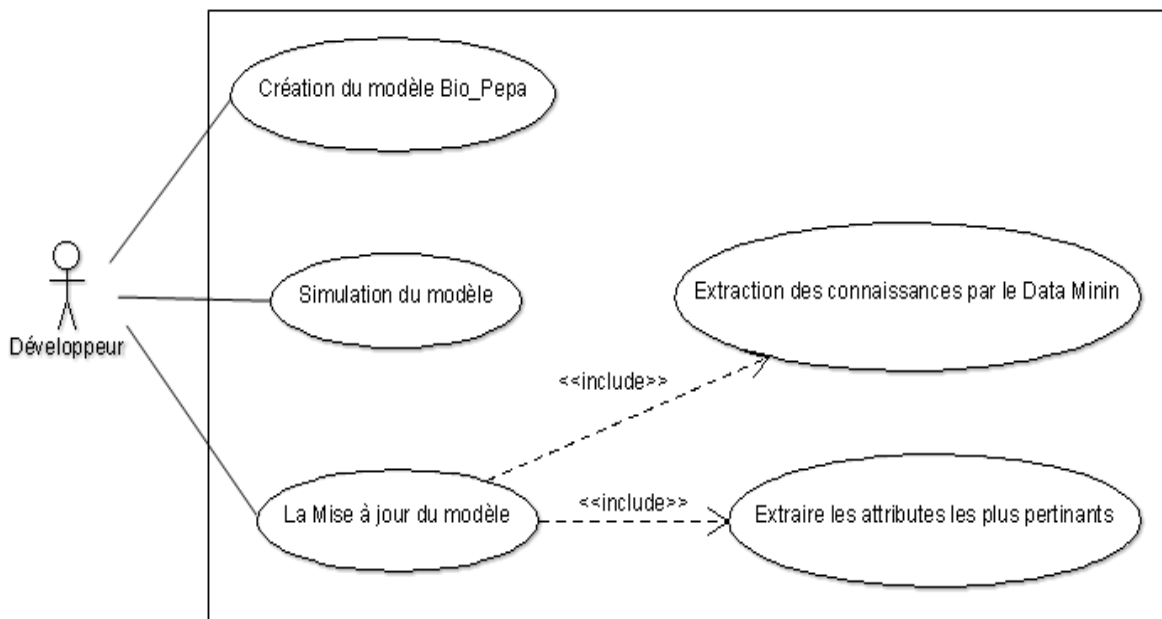 Création du modèle Bio_Pepa
Simulation du modèle
Extraction des connaissances par le Data Minin
Développeur
<<include>>
La Mise à jour du modèle
<<include>>
Extraire les attributes les plus pertinants